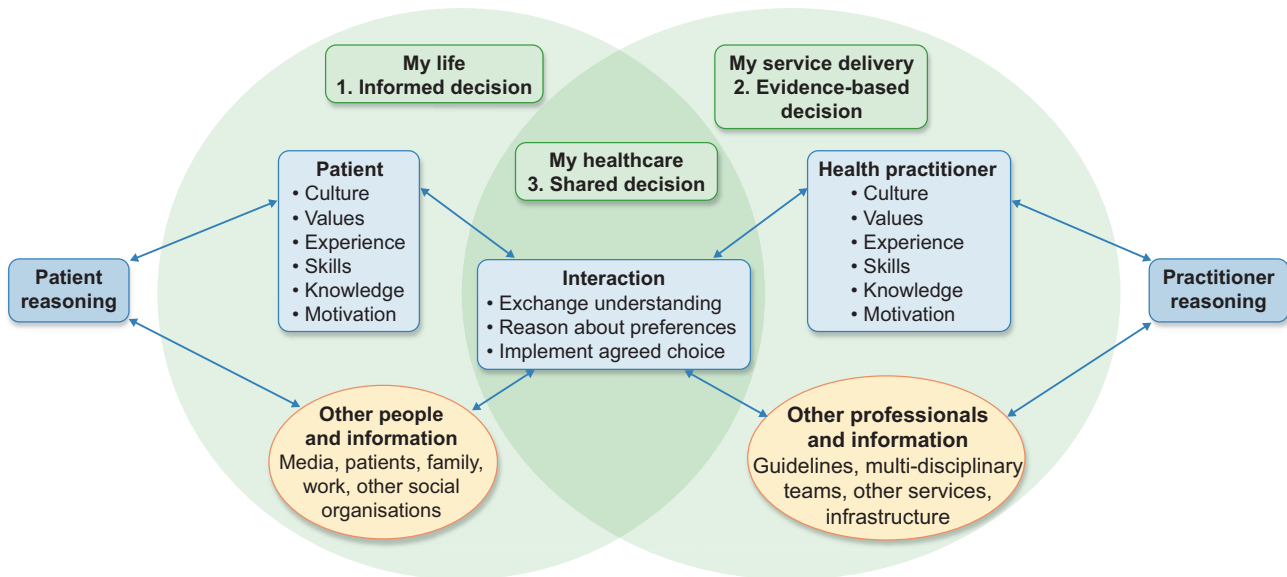 My life
1. Informed decision
My service delivery
2. Evidence-based
decision
My healthcare
3. Shared decision
Patient
• Culture
• Values
• Experience
• Skills
• Knowledge
• Motivation
Health practitioner
• Culture
• Values
• Experience
• Skills
• Knowledge
• Motivation
Patient
reasoning
Interaction
• Exchange understanding
• Reason about preferences
• Implement agreed choice
Practitioner
reasoning
Other people
and information
Media, patients, family,
work, other social
organisations
Other professionals
and information
Guidelines, multi-disciplinary
teams, other services,
infrastructure